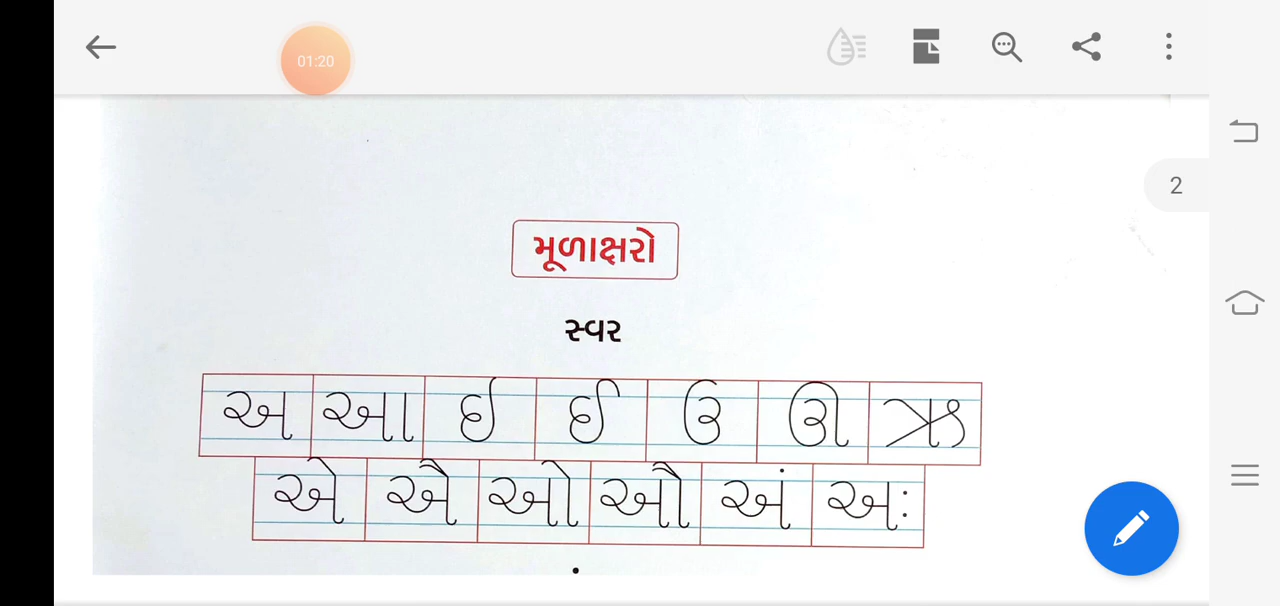 01:20
2
મૂળાક્ષરો
સ્વર
અ આ ઇ ઈ ઉ ઊ ઋ
એ ઐ ઓ ઔ અં અઃ